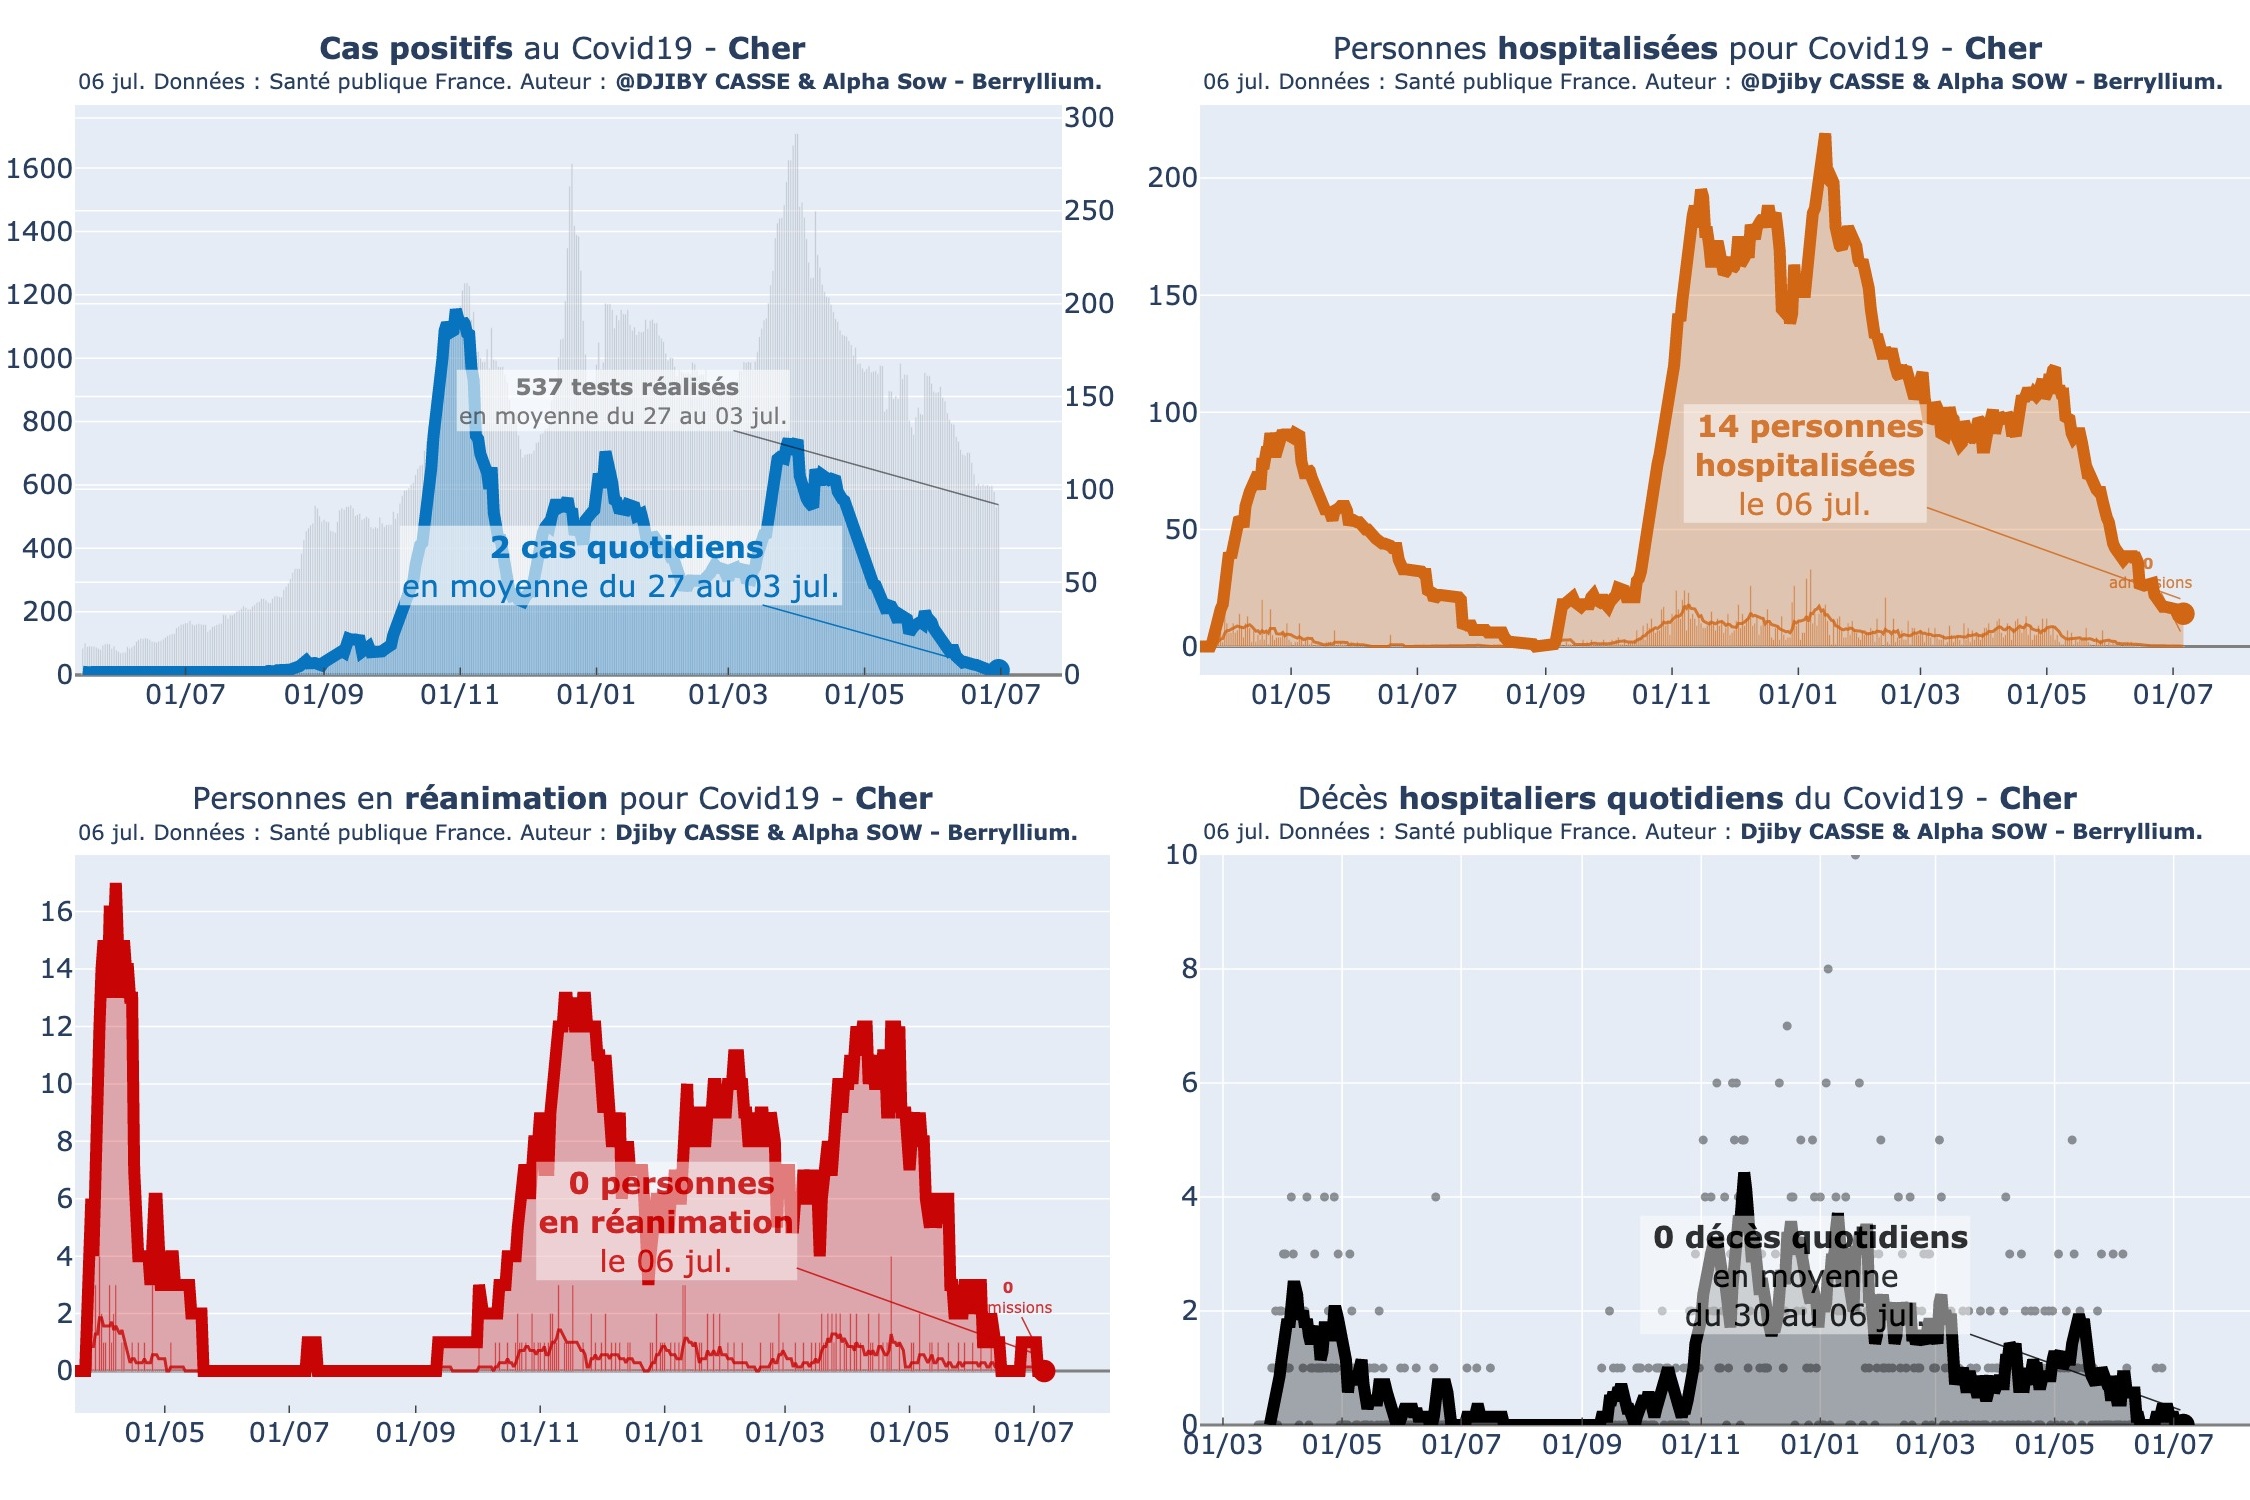 Cas positifs au Covid19 - Cher
06 jul. Données : Santé publique France. Auteur : @DJIBY CASSE & Alpha Sow - Berryllium.
300
1600
250
1400
1200
200
1000
150
537 tests réalisés
en moyenne du 27 au 03 jul.
800
600
100
400
2 cas quotidiens
en moyenne du 27 au 03 jul.
50
200
0
0
01/07 01/09 01/11 01/01 01/03 01/05 01/07
Personnes hospitalisées pour Covid19 - Cher
06 jul. Données : Santé publique France. Auteur : @Djiby CASSE & Alpha SOW - Berryllium.
200
150
100
14 personnes
hospitalisées
le 06 jul.
50
0
0
01/05 01/07 01/09 01/11 01/01 01/03 01/05 01/07
Personnes en réanimation pour Covid19 - Cher
06 jul. Données : Santé publique France. Auteur : Djiby CASSE & Alpha SOW - Berryllium.
16
14
12
10
8
6
0 personnes
en réanimation
le 06 jul.
4
0
missions
2
0
01/05 01/07 01/09 01/11 01/01 01/03 01/05 01/07
Décès hospitaliers quotidiens du Covid19 - Cher
06 jul. Données : Santé publique France. Auteur : Djiby CASSE & Alpha SOW - Berryllium.
10
8
6
4
0 décès quotidiens
en moyenne
du 30 au 06 jul.
2
0
01/03 01/05 01/07 01/09 01/11 01/01 01/03 01/05 01/07